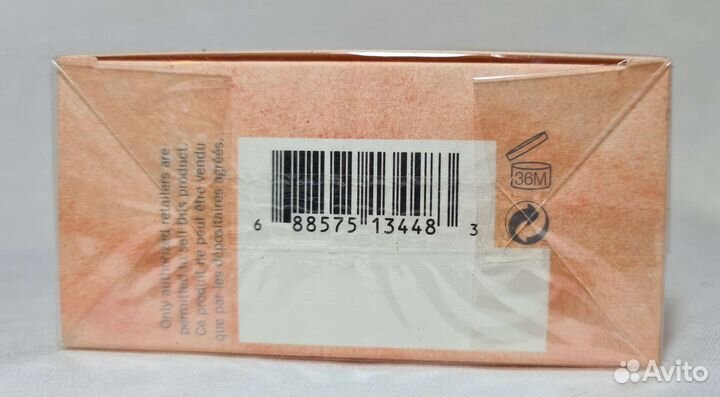 Only authorized retailers are
permitted to sell this product.
Ce produit ne peut être vendu
que par les dépositaires agréés.
6 88575 13448 3
36M
Avito